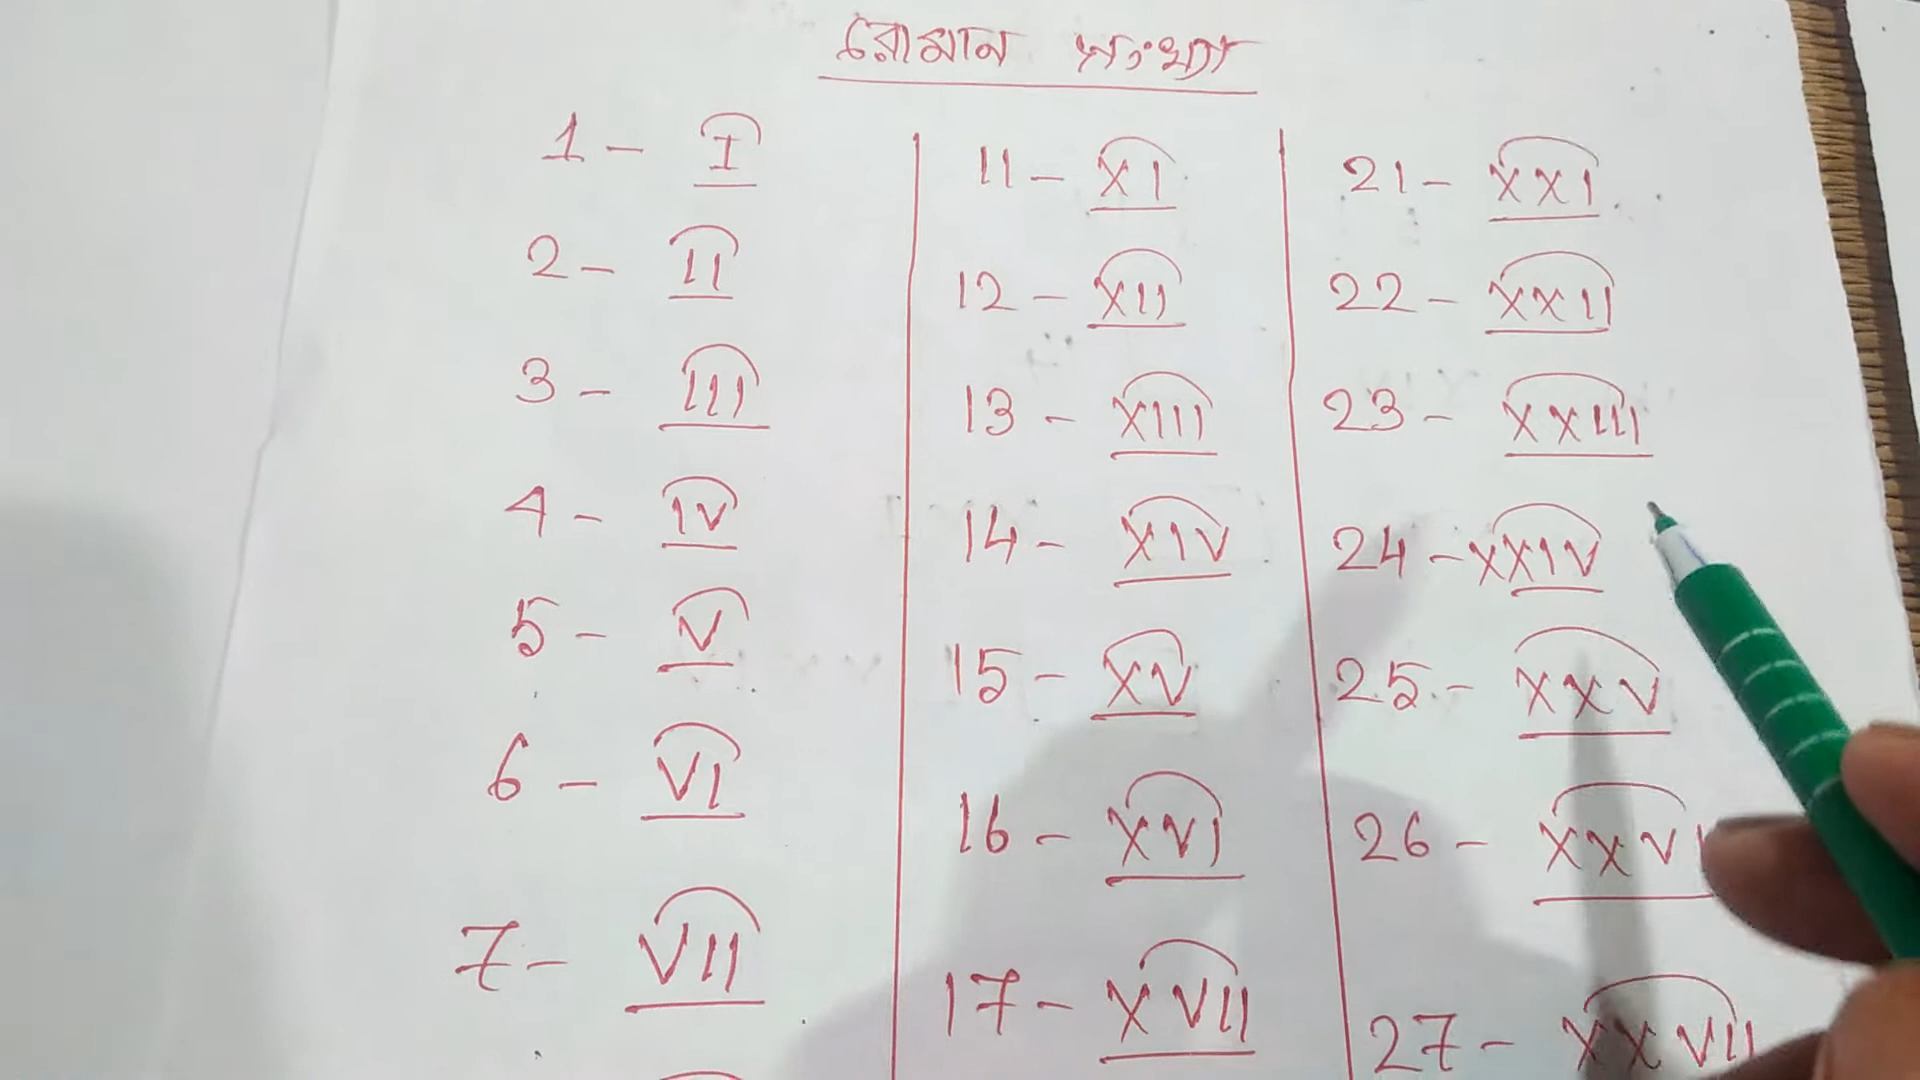 রোমান সংখ্যা
1 - I
2 - II
3 - III
4 - IV
5 - V
6 - VI
7 - VII
11 - XI
12 - XII
13 - XIII
14 - XIV
15 - XV
16 - XVI
17 - XVII
21 - XXI
22 - XXII
23 - XXIII
24 - XXIV
25 - XXV
26 - XXVI
27 - XXVII